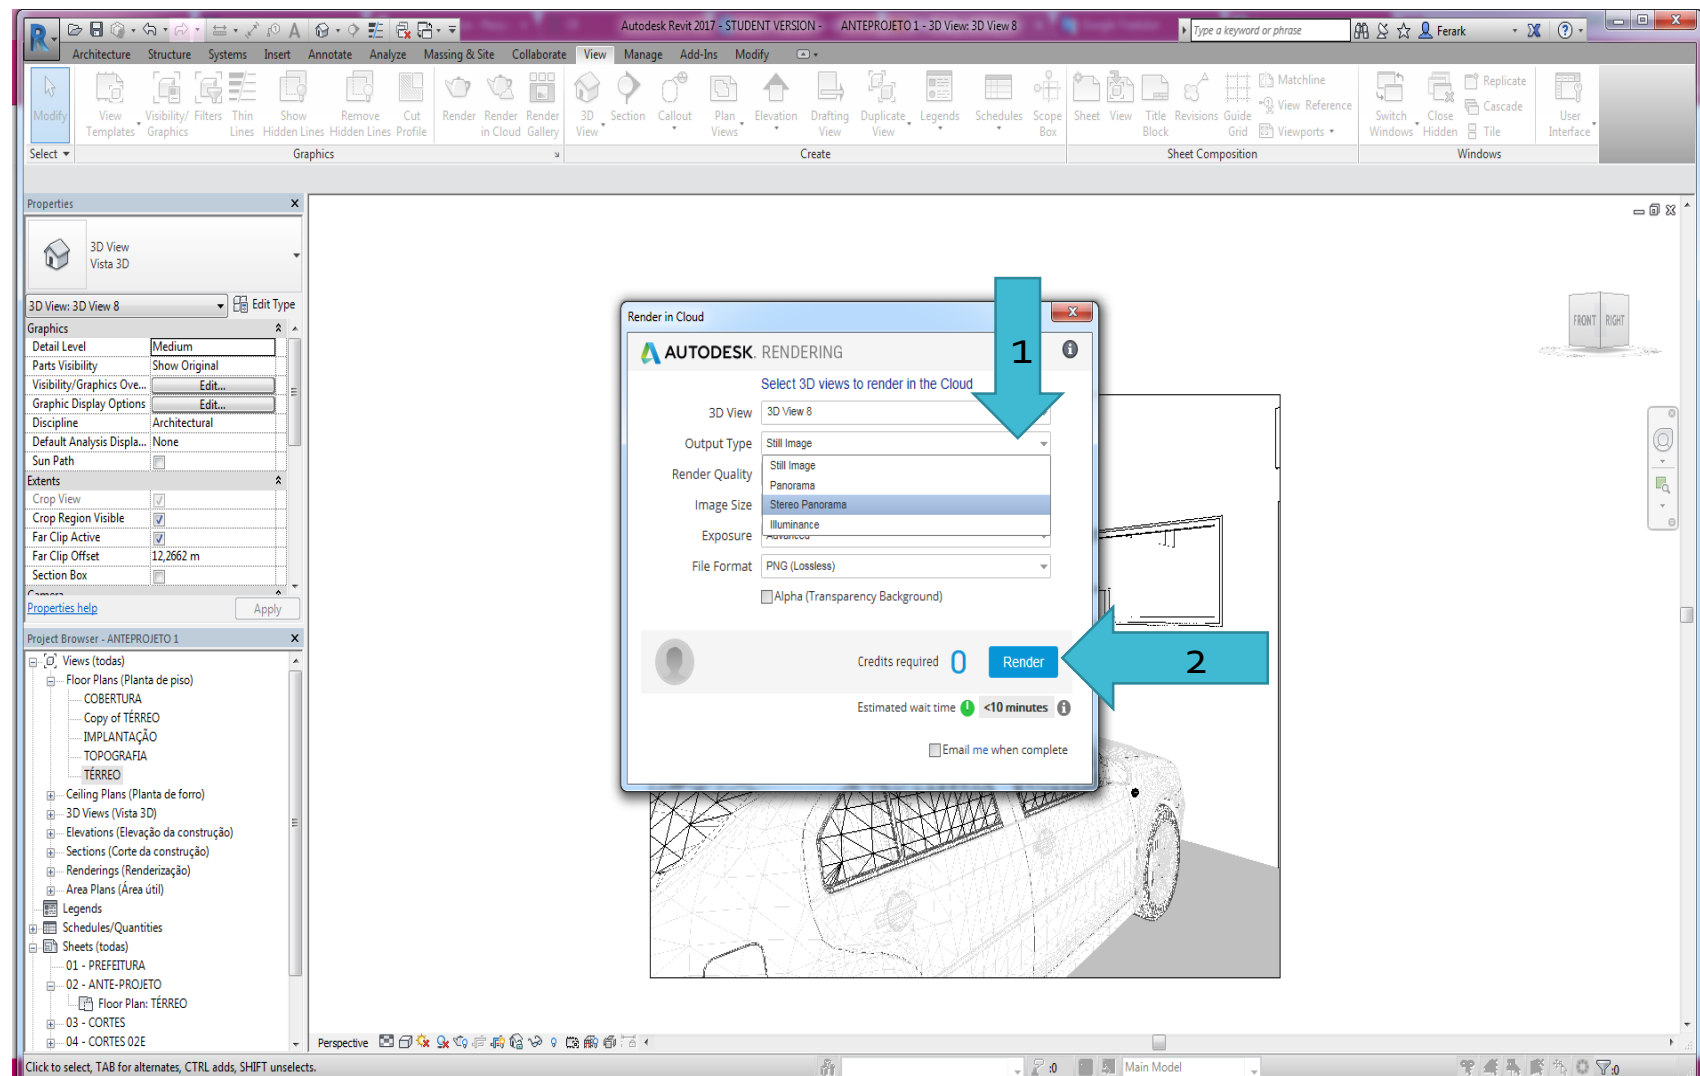 Autodesk Revit 2017 - STUDENT VERSION - ANTEPROJETO 1 - 3D View: 3D View 8
Type a keyword or phrase
Ferark
Architecture Structure Systems Insert Annotate Analyze Massing & Site Collaborate View Manage Add-Ins Modify
Modify
View Templates
Visibility/ Graphics
Filters
Thin Lines
Show Hidden Lines
Remove Hidden Lines
Cut Profile
Render
Render in Cloud
Render Gallery
3D View
Section
Callout
Plan Views
Elevation
Drafting View
Duplicate View
Legends
Schedules
Scope Box
Sheet
View
Title Block
Revisions
Guide Grid
Matchline
View Reference
Viewports
Switch Windows
Close Hidden
Replicate
Cascade
Tile
User Interface
Select
Graphics
Create
Sheet Composition
Windows
Properties
3D View
Vista 3D
3D View: 3D View 8
Edit Type
Graphics
Detail Level Medium
Parts Visibility Show Original
Visibility/Graphics Ove... Edit...
Graphic Display Options Edit...
Discipline Architectural
Default Analysis Displa... None
Sun Path
Extents
Crop View
Crop Region Visible
Far Clip Active
Far Clip Offset 12,2662 m
Section Box
Camera
Properties help
Apply
Project Browser - ANTEPROJETO 1
Views (todas)
Floor Plans (Planta de piso)
COBERTURA
Copy of TÉRREO
IMPLANTAÇÃO
TOPOGRAFIA
TÉRREO
Ceiling Plans (Planta de forro)
3D Views (Vista 3D)
Elevations (Elevação da construção)
Sections (Corte da construção)
Renderings (Renderização)
Area Plans (Área útil)
Legends
Schedules/Quantities
Sheets (todas)
01 - PREFEITURA
02 - ANTE-PROJETO
Floor Plan: TÉRREO
03 - CORTES
04 - CORTES 02E
Render in Cloud
AUTODESK. RENDERING
1
Select 3D views to render in the Cloud
3D View 3D View 8
Output Type Still Image
Still Image
Render Quality
Panorama
Image Size Stereo Panorama
Illuminance
Exposure Advanced
File Format PNG (Lossless)
Alpha (Transparency Background)
Credits required 0 Render
2
Estimated wait time <10 minutes
Email me when complete
FRONT RIGHT
Perspective
Click to select, TAB for alternates, CTRL adds, SHIFT unselects.
:0
Main Model
:0